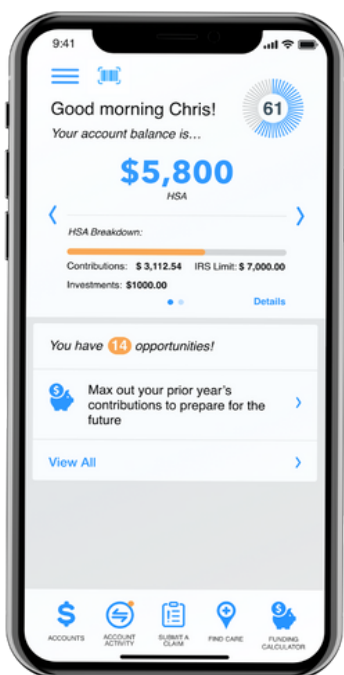 9:41
Good morning Chris!
61
Your account balance is...
$5,800
HSA
HSA Breakdown:
Contributions: $ 3,112.54 IRS Limit: $ 7,000.00
Investments: $1000.00
Details
You have 14 opportunities!
$
Max out your prior year's
contributions to prepare for the
future
View All
$
$
ACCOUNTS
ACCOUNT
ACTIVITY
SUBMIT A
CLAIM
FIND CARE
FUNDING
CALCULATOR